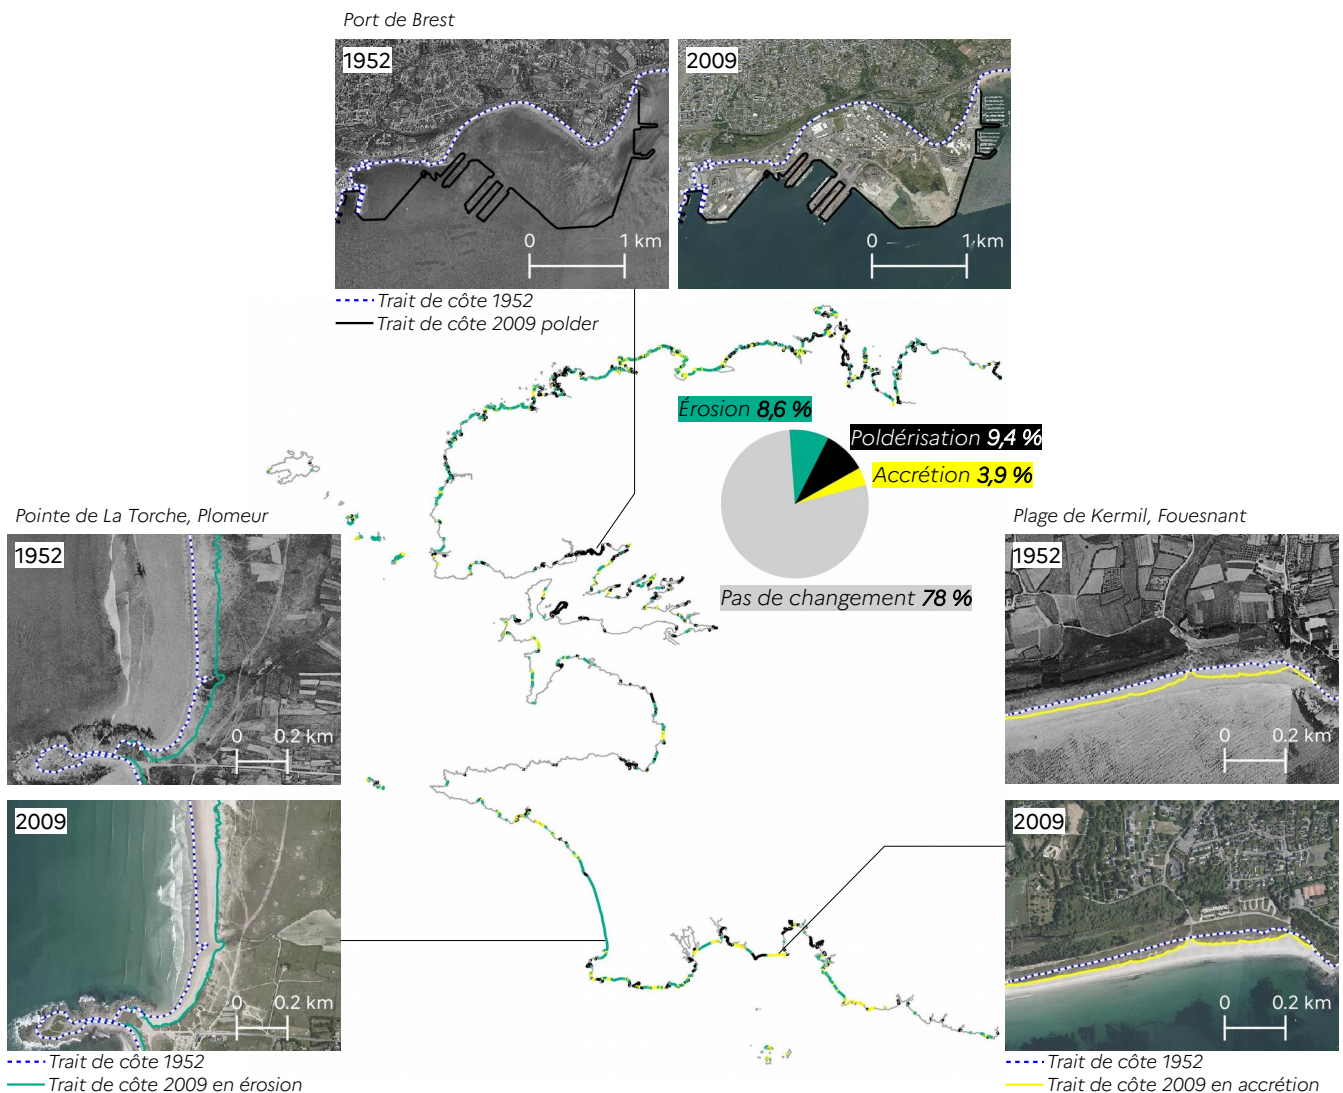 Port de Brest
1952
2009
0 1 km
0 1 km
Trait de côte 1952
Trait de côte 2009 polder
Érosion 8,6 %
Poldérisation 9,4 %
Accrétion 3,9 %
Pas de changement 78 %
Pointe de La Torche, Plomeur
1952
0 0.2 km
2009
0 0.2 km
Trait de côte 1952
Trait de côte 2009 en érosion
Plage de Kermil, Fouesnant
1952
0 0.2 km
2009
0 0.2 km
Trait de côte 1952
Trait de côte 2009 en accrétion